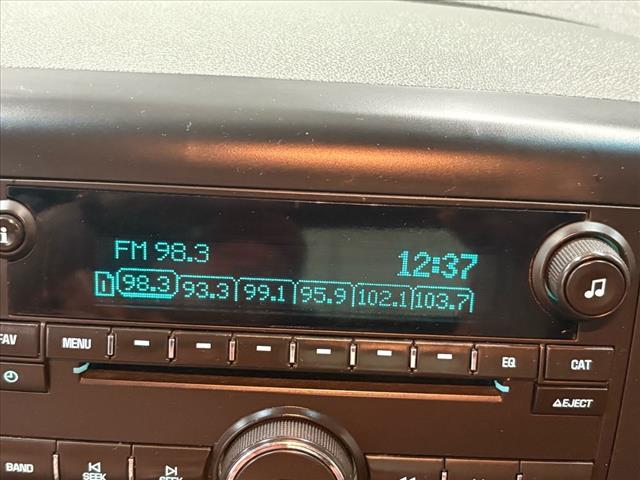 i
FM 98.3 12:37
1 98.3 93.3 99.1 95.9 102.1 103.7
FAV MENU EQ CAT
⏏EJECT
BAND SEEK SEEK